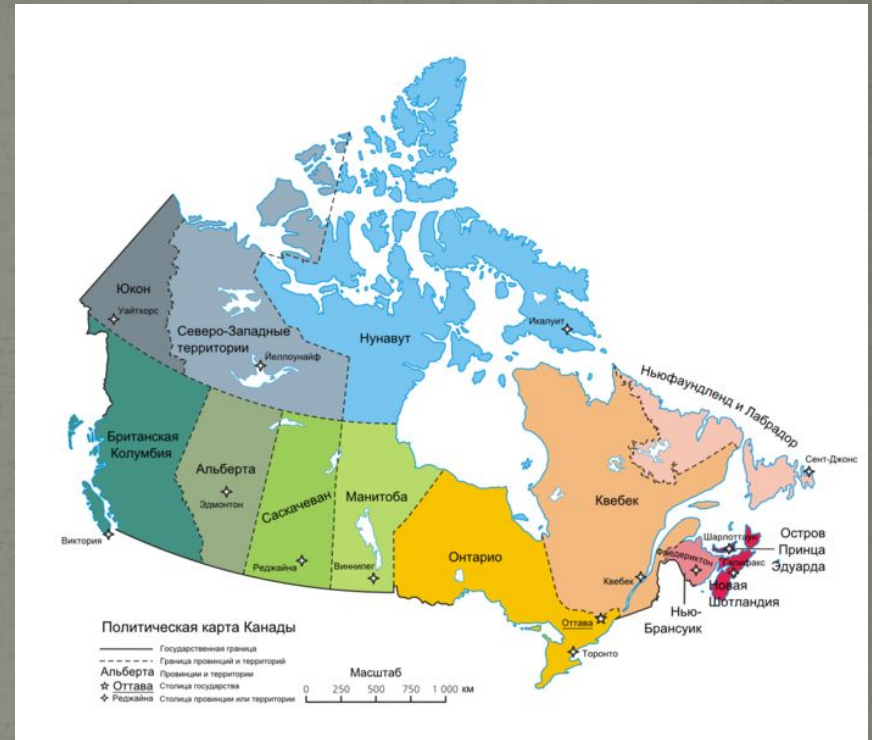 Юкон
Уайтхорс
Северо-Западные
территории
Йеллоунайф
Нунавут
Икалуит
Ньюфаундленд и Лабрадор
Сент-Джонс
Британская
Колумбия
Виктория
Альберта
Эдмонтон
Саскачеван
Реджайна
Манитоба
Виннипег
Онтарио
Оттава
Торонто
Квебек
Квебек
Шарлоттаун
Остров
Принца
Эдуарда
Фредериктон
Галифакс
Новая
Шотландия
Нью-
Брансуик
Политическая карта Канады
Государственная граница
Граница провинций и территорий
Альберта Провинции и территории
Оттава Столица государства
Реджайна Столица провинции или территории
Масштаб
0 250 500 750 1 000 км